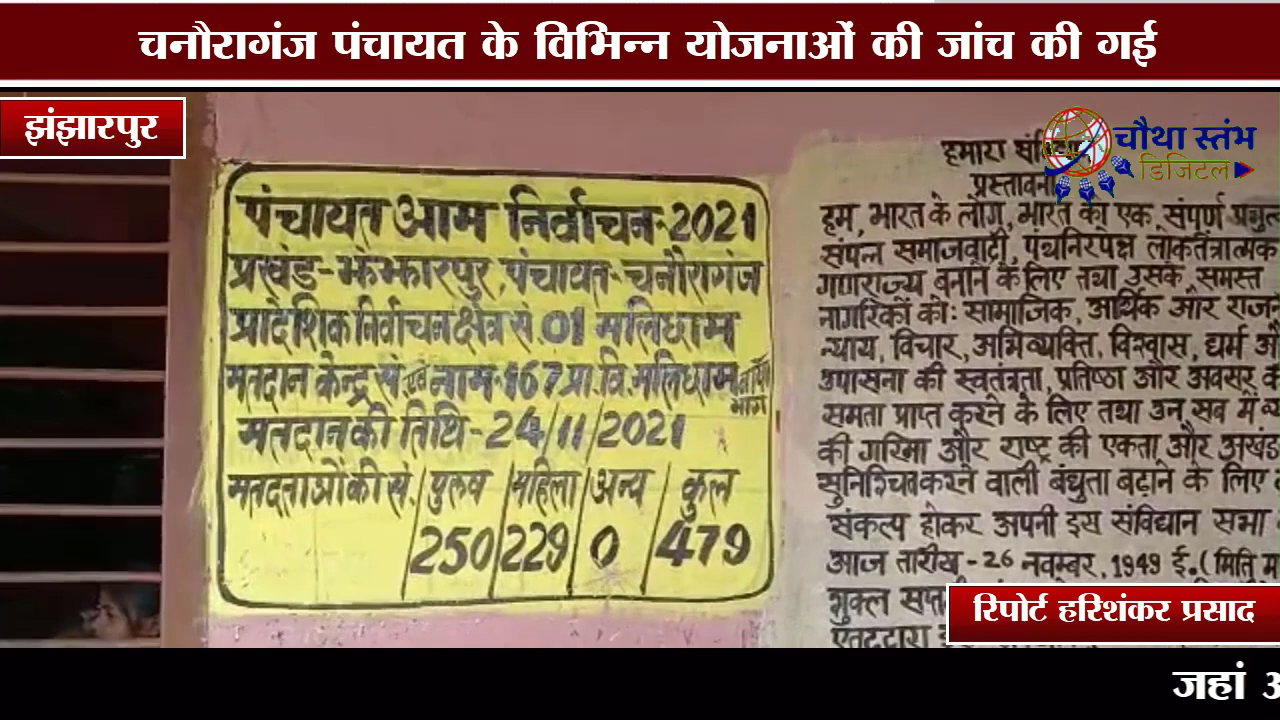 चनौरागंज पंचायत के विभिन्न योजनाओं की जांच की गई
झंझारपुर
चौथा स्तंभ
डिजिटल
पंचायत आम निर्वाचन-2021
प्रखंड-झंझारपुर, पंचायत-चनौरागंज
प्रादेशिक निर्वाचन क्षेत्र सं. 01 मलिछाम
मतदान केन्द्र सं. एवं नाम-167 प्रा. वि. मलिछाम
भाग
मतदान की तिथि-24/11/2021
मतदताओं की सं. पुरुष महिला अन्य कुल
250 229 0 479
हमारा
प्रस्तावना
हम, भारत के लोग, भारत को एक संपूर्ण
संपन्न समाजवादी, पंथनिरपेक्ष लोकतंत्रात्मक
गणराज्य बनाने के लिए तथा उसके समस्त
नागरिकों को: सामाजिक, आर्थिक और
न्याय, विचार, अभिव्यक्ति, विश्वास, धर्म
उपासना की स्वतंत्रता, प्रतिष्ठा और अवसर
समता प्राप्त करने के लिए तथा उन सब में
की गरिमा और राष्ट्र की एकता और
सुनिश्चित करने वाली बंधुता बढ़ाने के लिए
संकल्प होकर अपनी इस संविधान सभा
आज तारीख-26 नवम्बर, 1949 ई. (मिति
शुक्ल
एतद्द्वारा
रिपोर्ट हरिशंकर प्रसाद
जहां